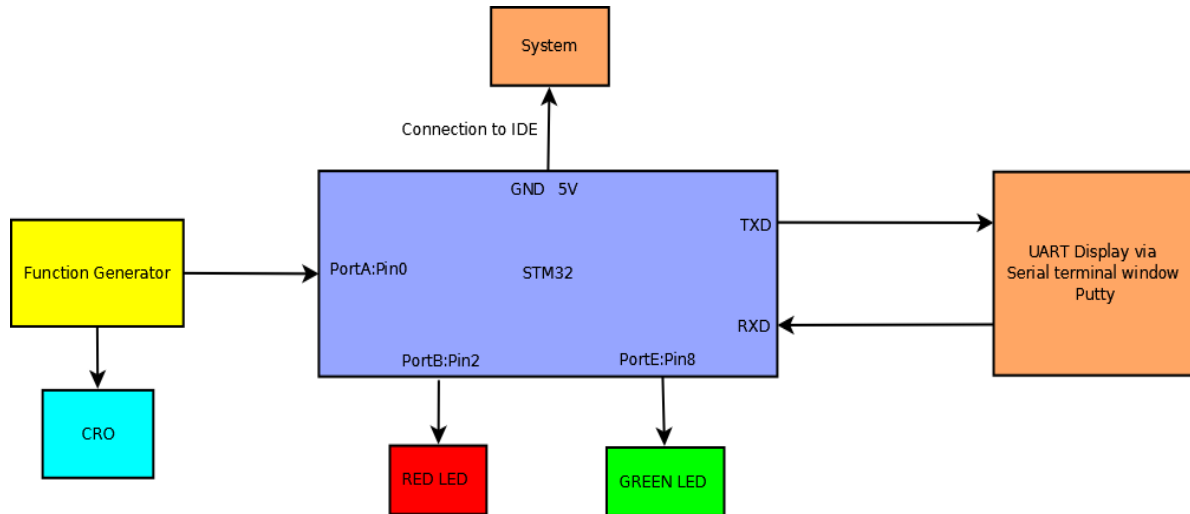 System
Connection to IDE
GND 5V
TXD
Function Generator
PortA:Pin0
STM32
UART Display via
Serial terminal window
Putty
RXD
PortB:Pin2
PortE:Pin8
CRO
RED LED
GREEN LED